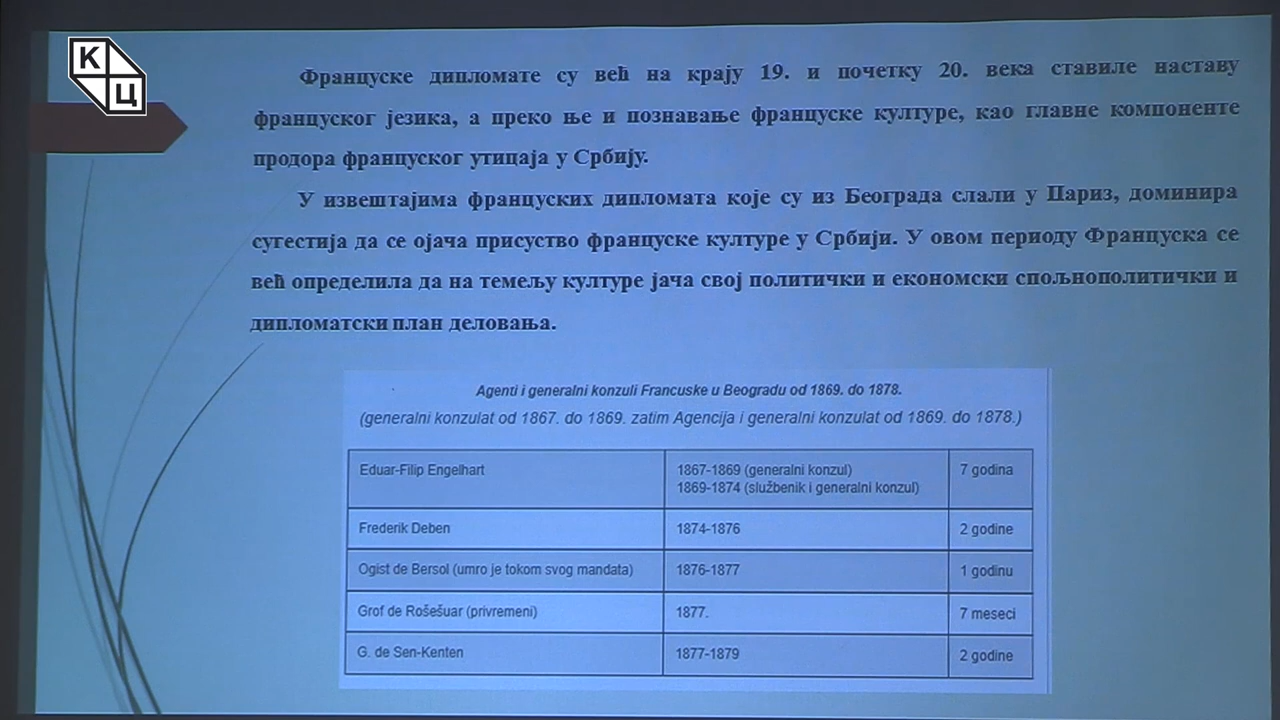 К
Ц
Француске дипломате су већ на крају 19. и почетку 20. века ставиле наставу
француског језика, а преко ње и познавање француске културе, као главне компоненте
продора француског утицаја у Србију.
У извештајима француских дипломата које су из Београда слали у Париз, доминира
сугестија да се ојача присуство француске културе у Србији. У овом периоду Француска се
већ определила да на темељу културе јача свој политички и економски спољнополитички и
дипломатски план деловања.
Agenti i generalni konzuli Francuske u Beogradu od 1869. do 1878.
(generalni konzulat od 1867. do 1869. zatim Agencija i generalni konzulat od 1869. do 1878.)
Eduar-Filip Engelhart 1867-1869 (generalni konzul) 7 godina
1869-1874 (službenik i generalni konzul)
Frederik Deben 1874-1876 2 godine
Ogist de Bersol (umro je tokom svog mandata) 1876-1877 1 godinu
Grof de Rošešuar (privremeni) 1877. 7 meseci
G. de Sen-Kenten 1877-1879 2 godine